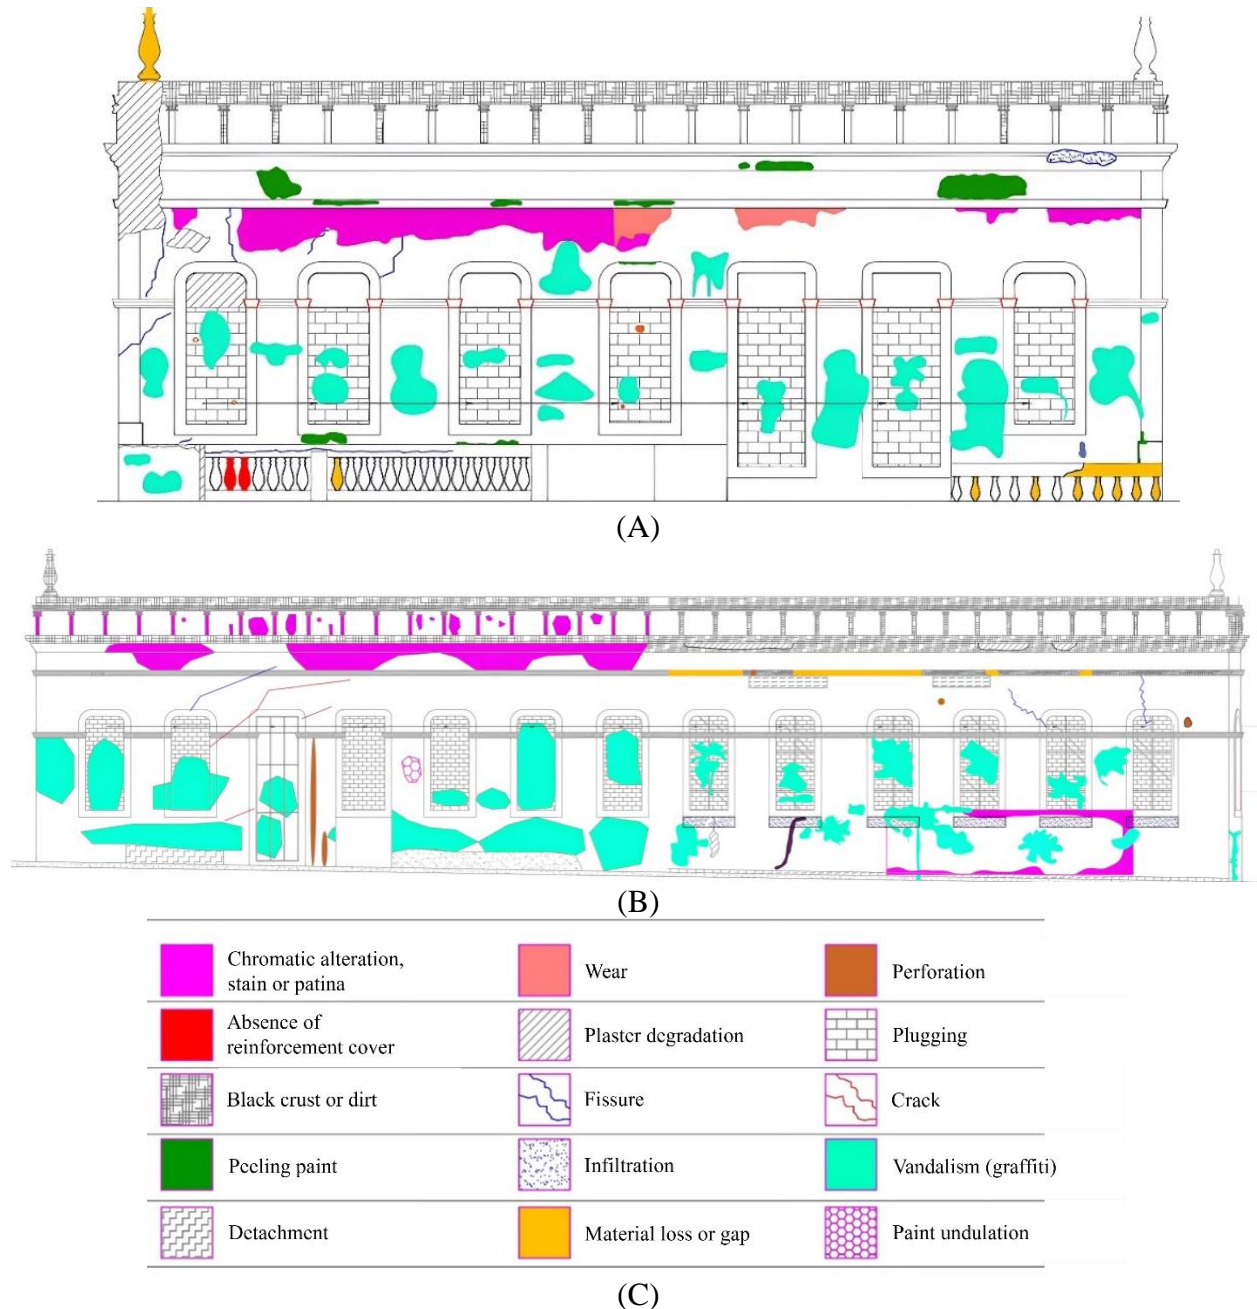 (A)
(B)
Chromatic alteration,
stain or patina
Wear
Perforation
Absence of
reinforcement cover
Plaster degradation
Plugging
Black crust or dirt
Fissure
Crack
Peeling paint
Infiltration
Vandalism (graffiti)
Detachment
Material loss or gap
Paint undulation
(C)